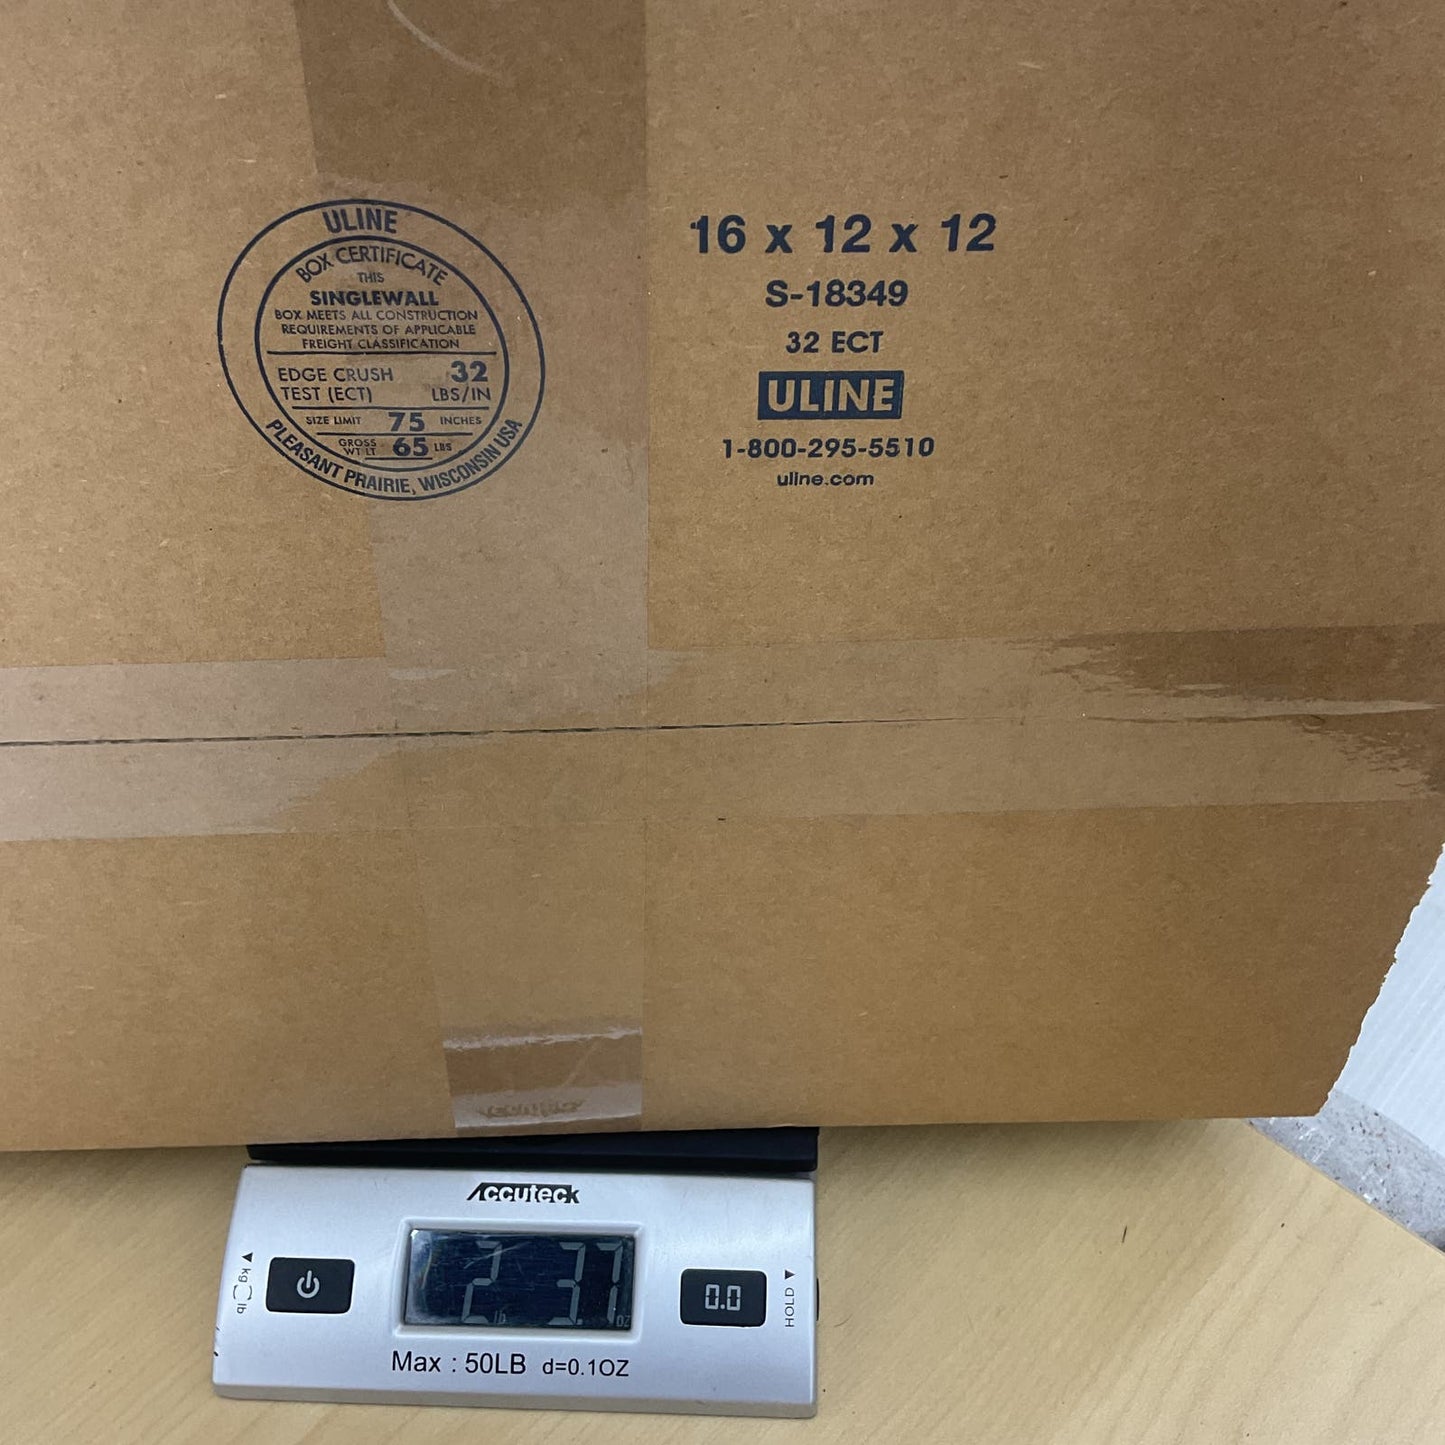 ULINE
BOX CERTIFICATE
THIS
SINGLEWALL
BOX MEETS ALL CONSTRUCTION
REQUIREMENTS OF APPLICABLE
FREIGHT CLASSIFICATION
EDGE CRUSH TEST (ECT) 32 LBS/IN
SIZE LIMIT 75 INCHES
GROSS WT LT 65 LBS
PLEASANT PRAIRIE, WISCONSIN USA
16 x 12 x 12
S-18349
32 ECT
ULINE
1-800-295-5510
uline.com
Accuteck
kg lb
2 lb 3.7 oz
0.0
HOLD
Max : 50LB d=0.1OZ